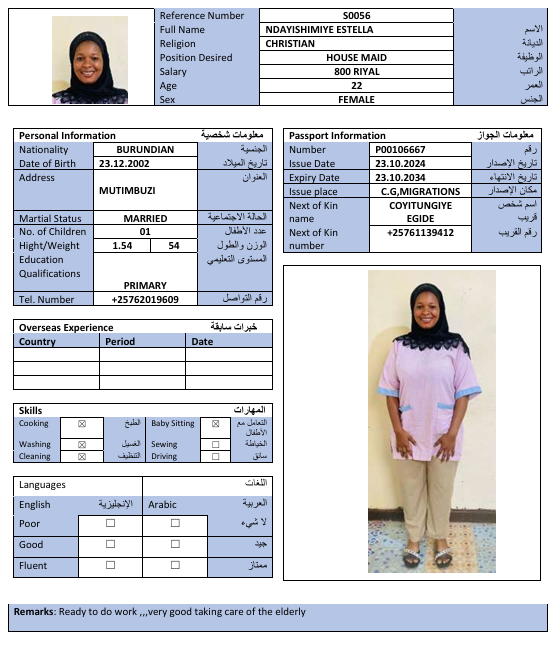 Reference Number S0056
Full Name NDAYISHIMIYE ESTELLA الاسم
Religion CHRISTIAN الديانة
Position Desired HOUSE MAID الوظيفة
Salary 800 RIYAL الراتب
Age 22 العمر
Sex FEMALE الجنس
Personal Information معلومات شخصية
Nationality BURUNDIAN الجنسية
Date of Birth 23.12.2002 تاريخ الميلاد
Address MUTIMBUZI العنوان
Martial Status MARRIED الحالة الاجتماعية
No. of Children 01 عدد الأطفال
Hight/Weight 1.54 54 الوزن والطول
Education المستوى التعليمي
Qualifications
PRIMARY
Tel. Number +25762019609 رقم التواصل
Passport Information معلومات الجواز
Number P00106667 رقم
Issue Date 23.10.2024 تاريخ الإصدار
Expiry Date 23.10.2034 تاريخ الانتهاء
Issue place C.G,MIGRATIONS مكان الإصدار
Next of Kin COYITUNGIYE اسم شخص
name EGIDE قريب
Next of Kin +25761139412 رقم القريب
number
Overseas Experience خبرات سابقة
Country Period Date
Skills المهارات
Cooking ☒ الطبخ Baby Sitting ☒ التعامل مع
الأطفال
Washing ☒ الغسيل Sewing ☐ الخياطة
Cleaning ☒ التنظيف Driving ☐ سائق
Languages اللغات
English الإنجليزية Arabic العربية
Poor ☐ ☐ لا شيء
Good ☐ ☐ جيد
Fluent ☐ ☐ ممتاز
Remarks: Ready to do work ,,,very good taking care of the elderly